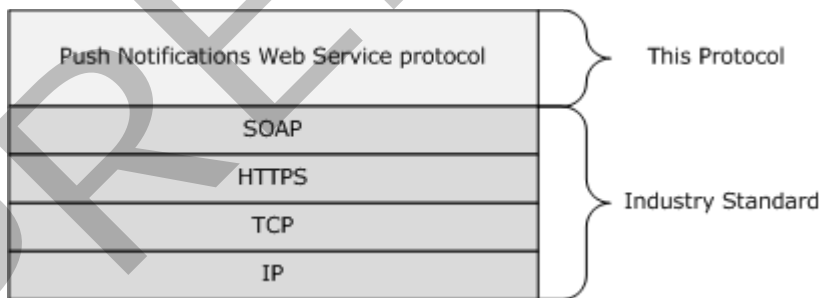 Push Notifications Web Service protocol
This Protocol
SOAP
HTTPS
TCP
IP
Industry Standard